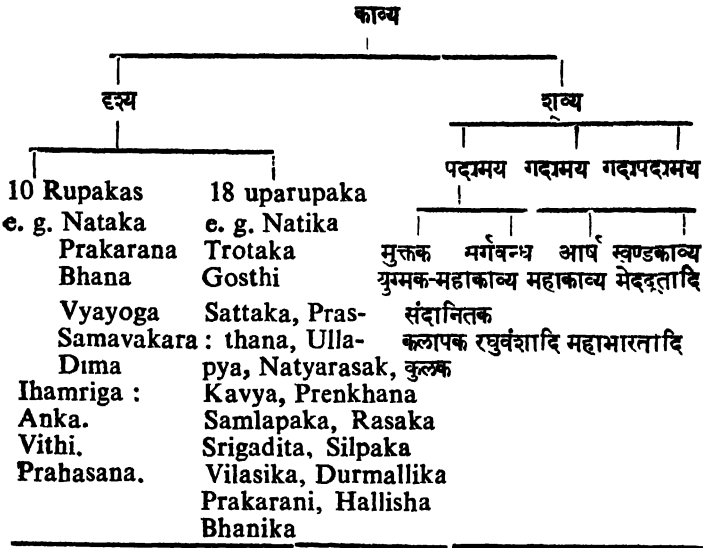 काव्य
दृश्य श्रव्य
पद्यमय गद्यमय गद्यपद्यमय
10 Rupakas 18 uparupaka
e. g. Nataka e. g. Natika
Prakarana Trotaka मुक्तक सर्गबन्ध आर्ष खण्डकाव्य
Bhana Gosthi युग्मक-महाकाव्य महाकाव्य मेददूतादि
Vyayoga Sattaka, Pras- संदानितक
Samavakara : thana, Ulla- कलापक रघुवंशादि महाभारतादि
Dima pya, Natyarasak, कुलक
Ihamriga : Kavya, Prenkhana
Anka. Samlapaka, Rasaka
Vithi. Srigadita, Silpaka
Prahasana. Vilasika, Durmallika
Prakarani, Hallisha
Bhanika